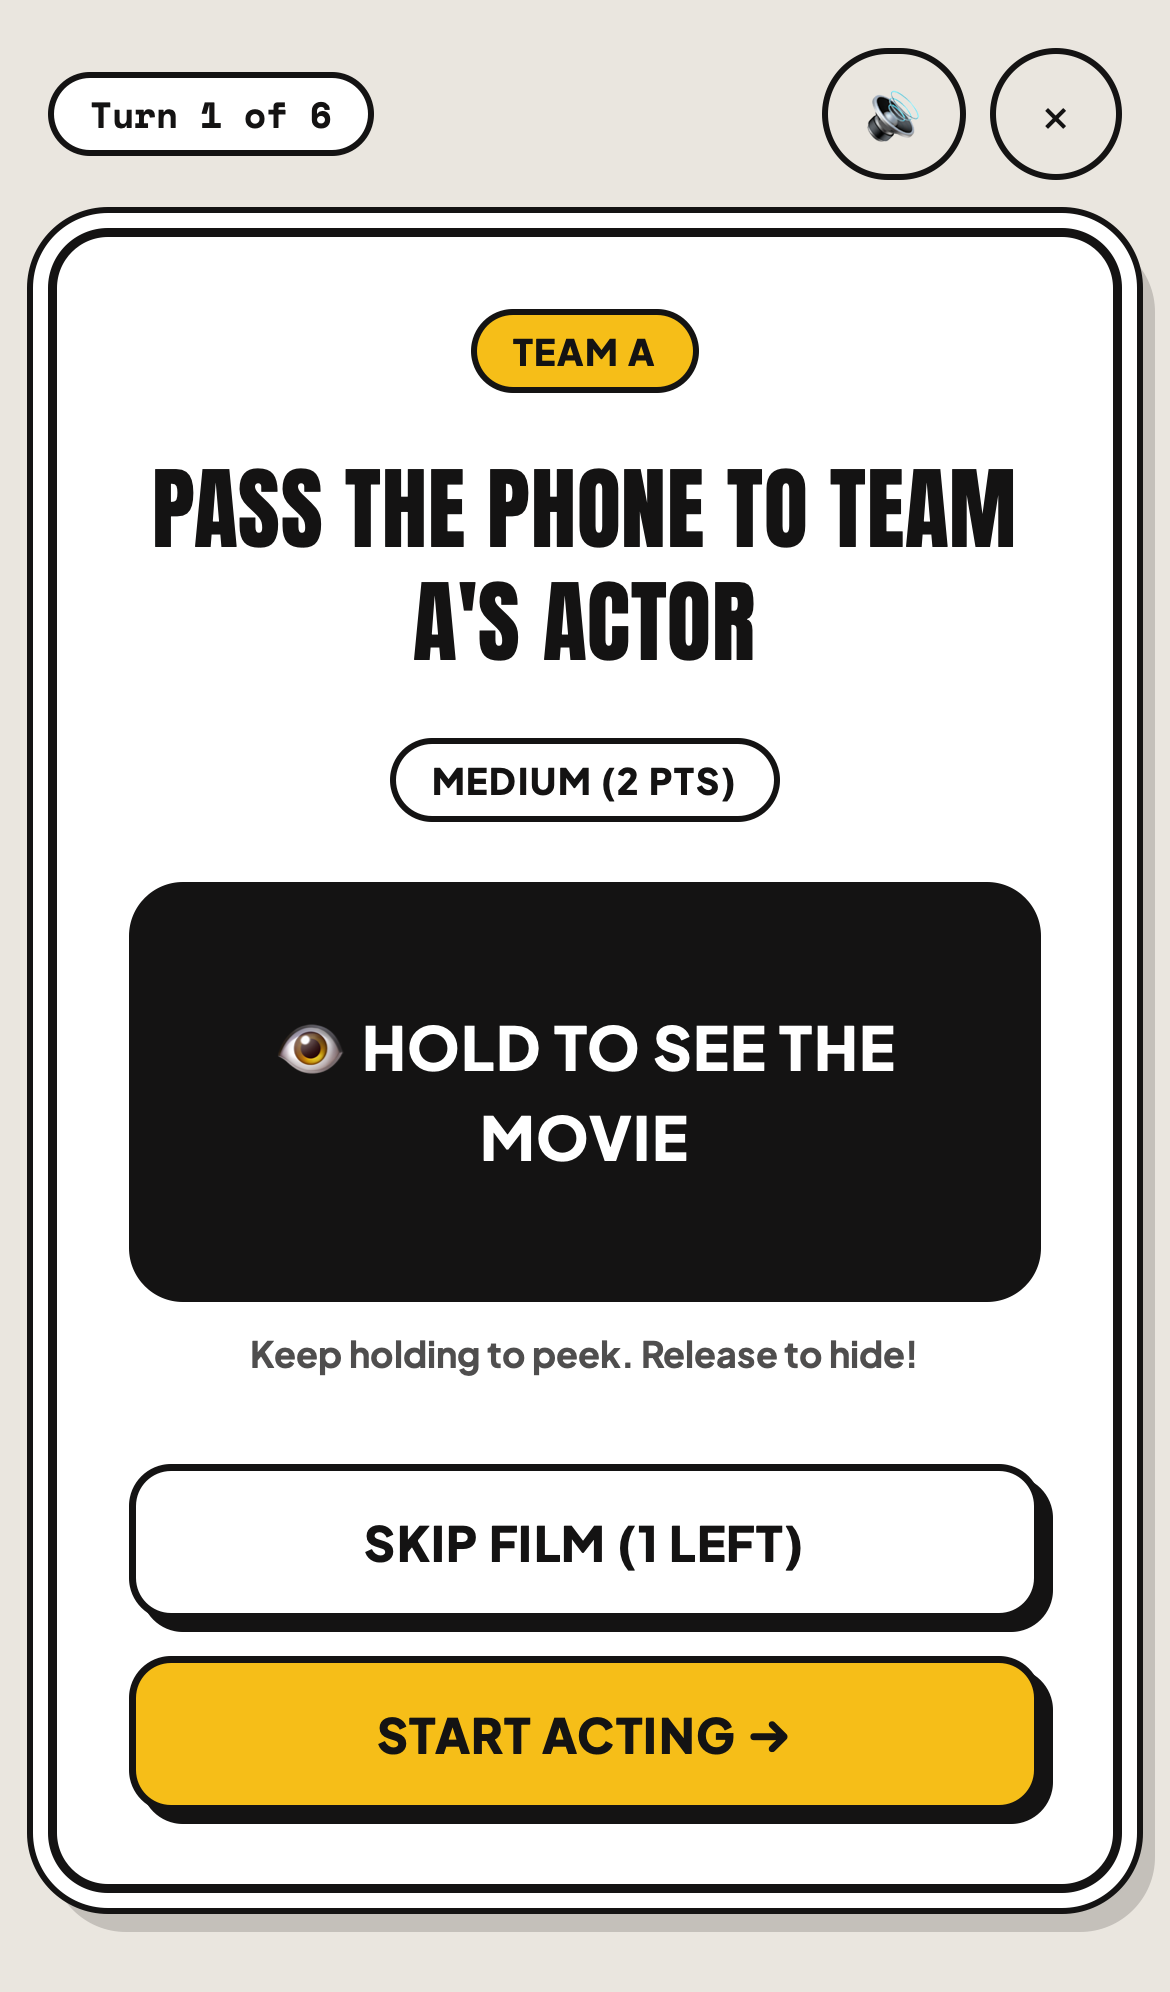 Turn 1 of 6
×
TEAM A
PASS THE PHONE TO TEAM
A'S ACTOR
MEDIUM (2 PTS)
👁️ HOLD TO SEE THE
MOVIE
Keep holding to peek. Release to hide!
SKIP FILM (1 LEFT)
START ACTING →